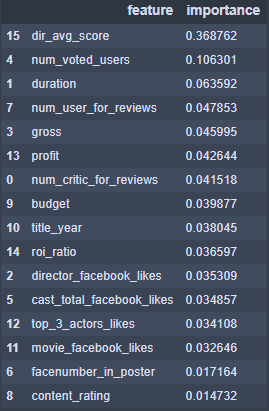 feature importance
15 dir_avg_score 0.368762
4 num_voted_users 0.106301
1 duration 0.063592
7 num_user_for_reviews 0.047853
3 gross 0.045995
13 profit 0.042644
0 num_critic_for_reviews 0.041518
9 budget 0.039877
10 title_year 0.038045
14 roi_ratio 0.036597
2 director_facebook_likes 0.035309
5 cast_total_facebook_likes 0.034857
12 top_3_actors_likes 0.034108
11 movie_facebook_likes 0.032646
6 facenumber_in_poster 0.017164
8 content_rating 0.014732